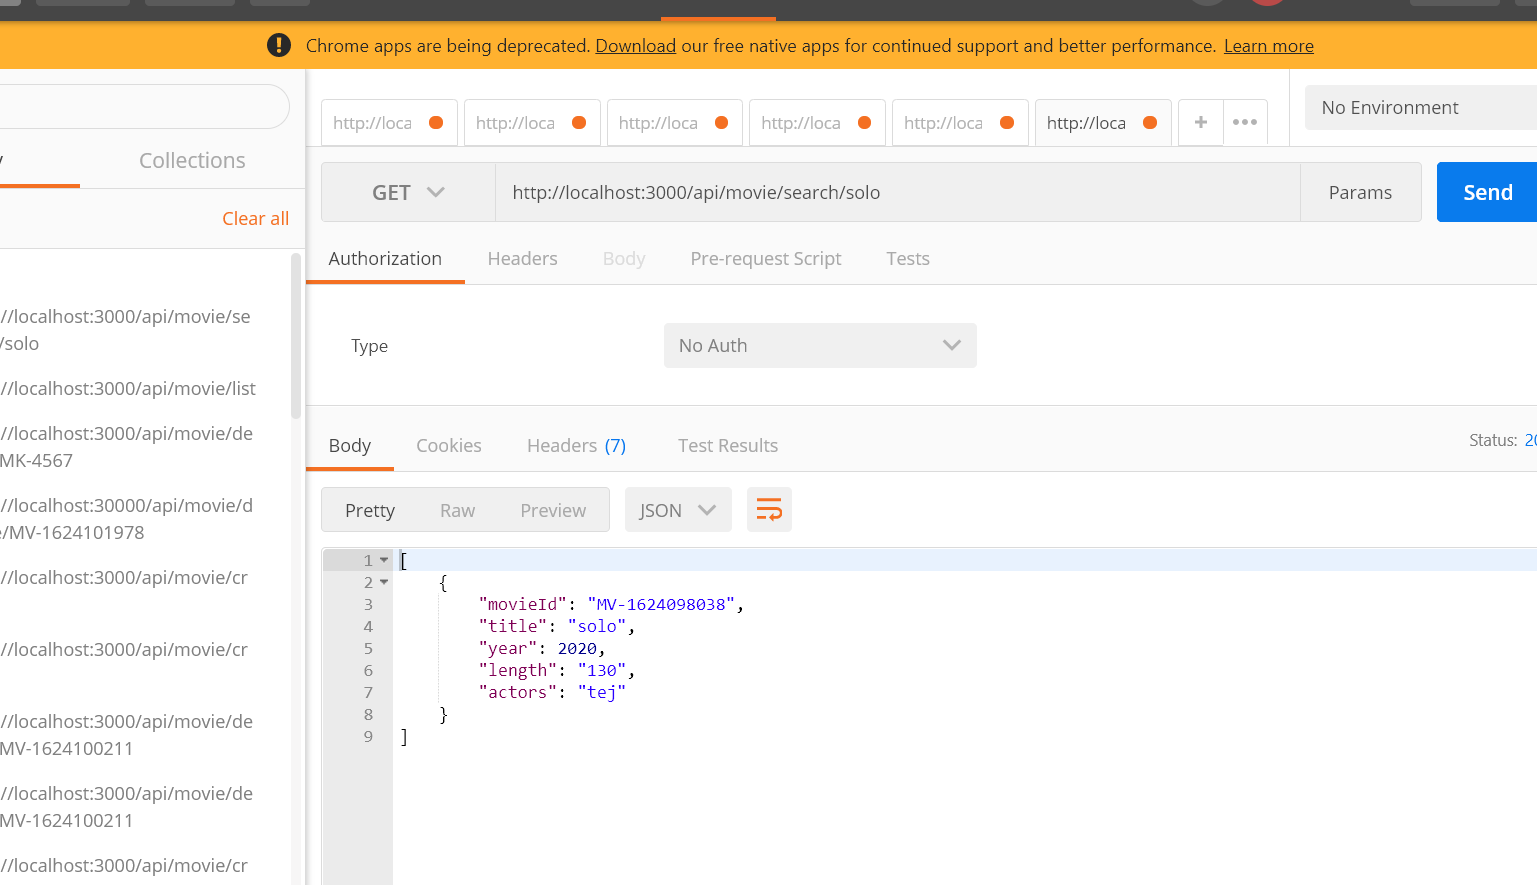 Chrome apps are being deprecated. Download our free native apps for continued support and better performance. Learn more
http://loca http://loca http://loca http://loca http://loca http://loca + •••
No Environment
Collections
Clear all
GET http://localhost:3000/api/movie/search/solo Params Send
Authorization Headers Body Pre-request Script Tests
Type No Auth
//localhost:3000/api/movie/se
/solo
//localhost:3000/api/movie/list
//localhost:3000/api/movie/de
MK-4567
//localhost:30000/api/movie/d
e/MV-1624101978
//localhost:3000/api/movie/cr
//localhost:3000/api/movie/cr
//localhost:3000/api/movie/de
MV-1624100211
//localhost:3000/api/movie/de
MV-1624100211
//localhost:3000/api/movie/cr
Body Cookies Headers (7) Test Results Status: 20
Pretty Raw Preview JSON
1 [
2 {
3 "movieId": "MV-1624098038",
4 "title": "solo",
5 "year": 2020,
6 "length": "130",
7 "actors": "tej"
8 }
9 ]